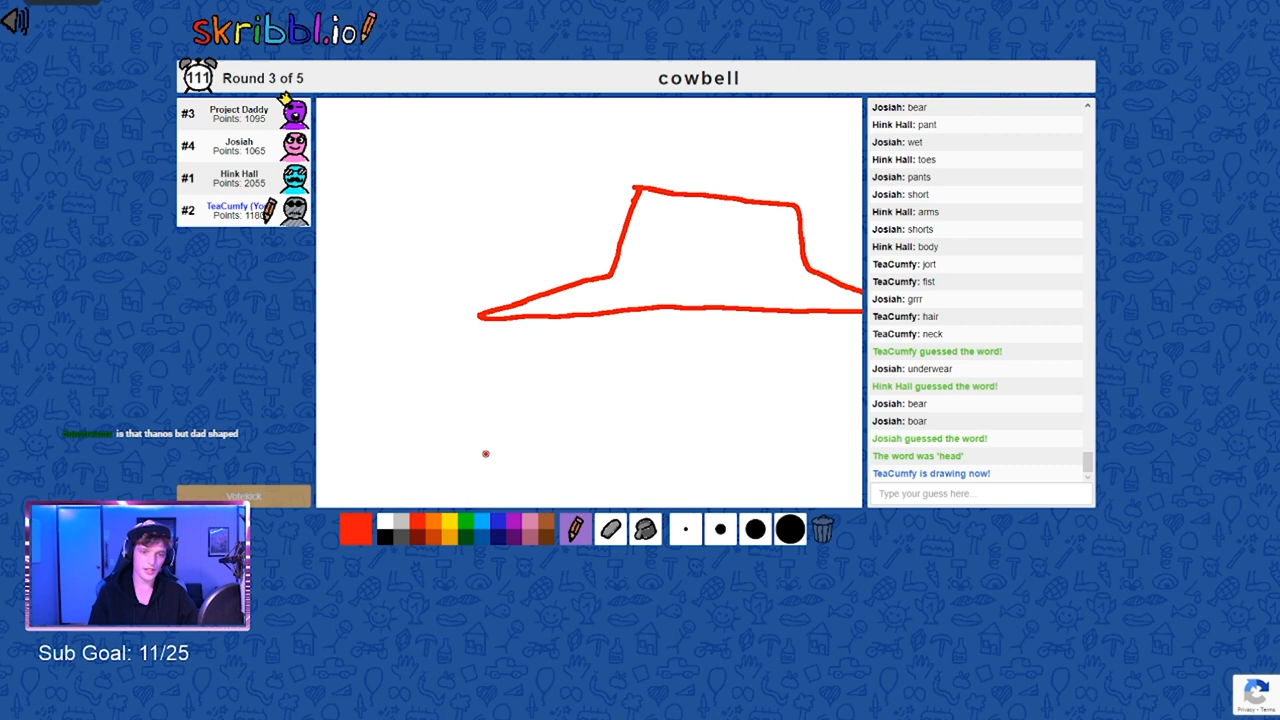 skribbl.io
111
Round 3 of 5
cowbell
#3
Project Daddy
Points: 1095
#4
Josiah
Points: 1065
#1
Hink Hall
Points: 2055
#2
TeaCumfy
Points: 1180
Josiah: bear
Hink Hall: pant
Josiah: wet
Hink Hall: toes
Josiah: pants
Josiah: short
Hink Hall: arms
Josiah: shorts
Hink Hall: body
TeaCumfy: jort
TeaCumfy: fist
Josiah: grrr
TeaCumfy: hair
TeaCumfy: neck
TeaCumfy guessed the word!
Josiah: underwear
Hink Hall guessed the word!
Josiah: bear
Josiah: boar
Josiah guessed the word!
The word was 'head'
TeaCumfy is drawing now!
Type your guess here...
is that thanos but dad shaped
Votekick
Sub Goal: 11/25
Privacy - Terms